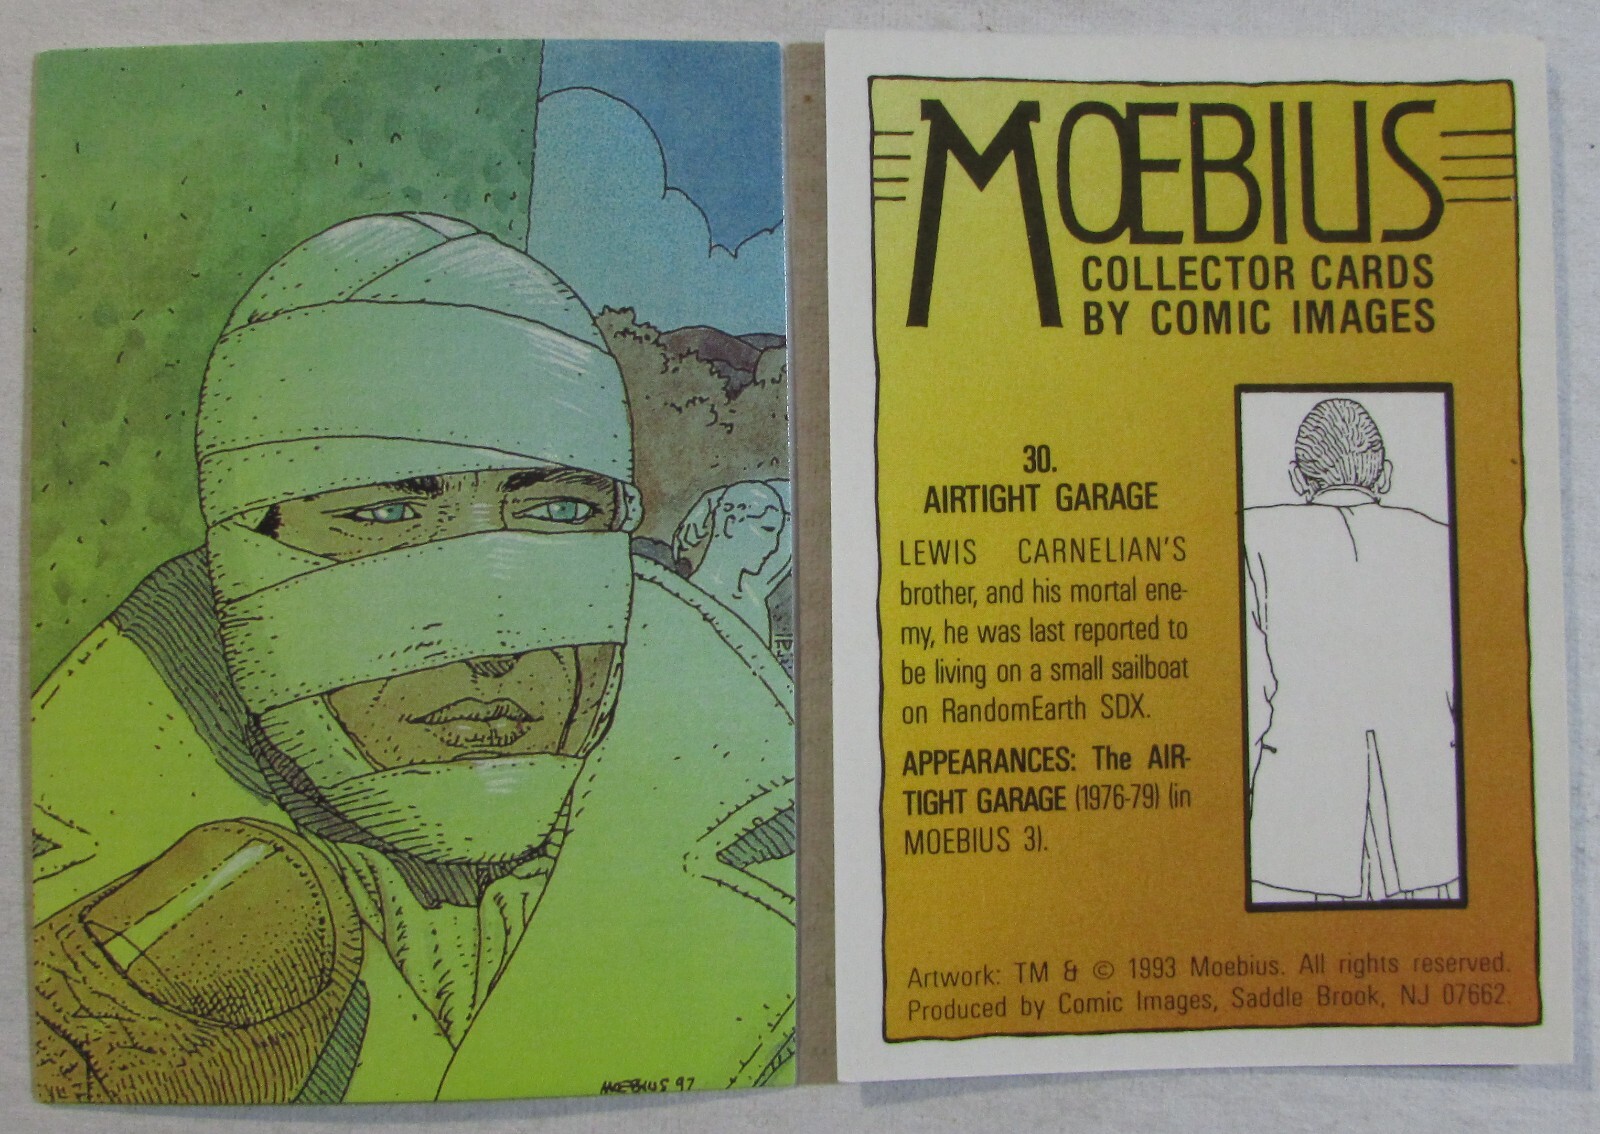 MOEBIUS 97
MŒBIUS
COLLECTOR CARDS
BY COMIC IMAGES
30.
AIRTIGHT GARAGE
LEWIS CARNELIAN'S
brother, and his mortal ene-
my, he was last reported to
be living on a small sailboat
on RandomEarth SDX.
APPEARANCES: The AIR-
TIGHT GARAGE (1976-79) (in
MOEBIUS 3).
Artwork: TM & © 1993 Moebius. All rights reserved.
Produced by Comic Images, Saddle Brook, NJ 07662.